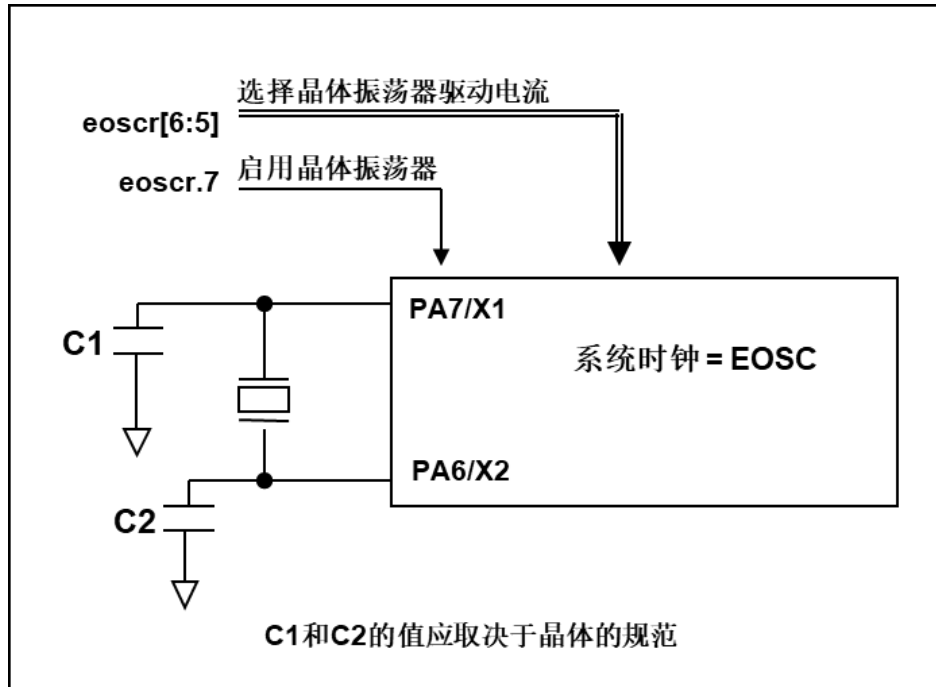 选择晶体振荡器驱动电流
eoscr[6:5]
启用晶体振荡器
eoscr.7
PA7/X1
C1
系统时钟 = EOSC
PA6/X2
C2
C1和C2的值应取决于晶体的规范